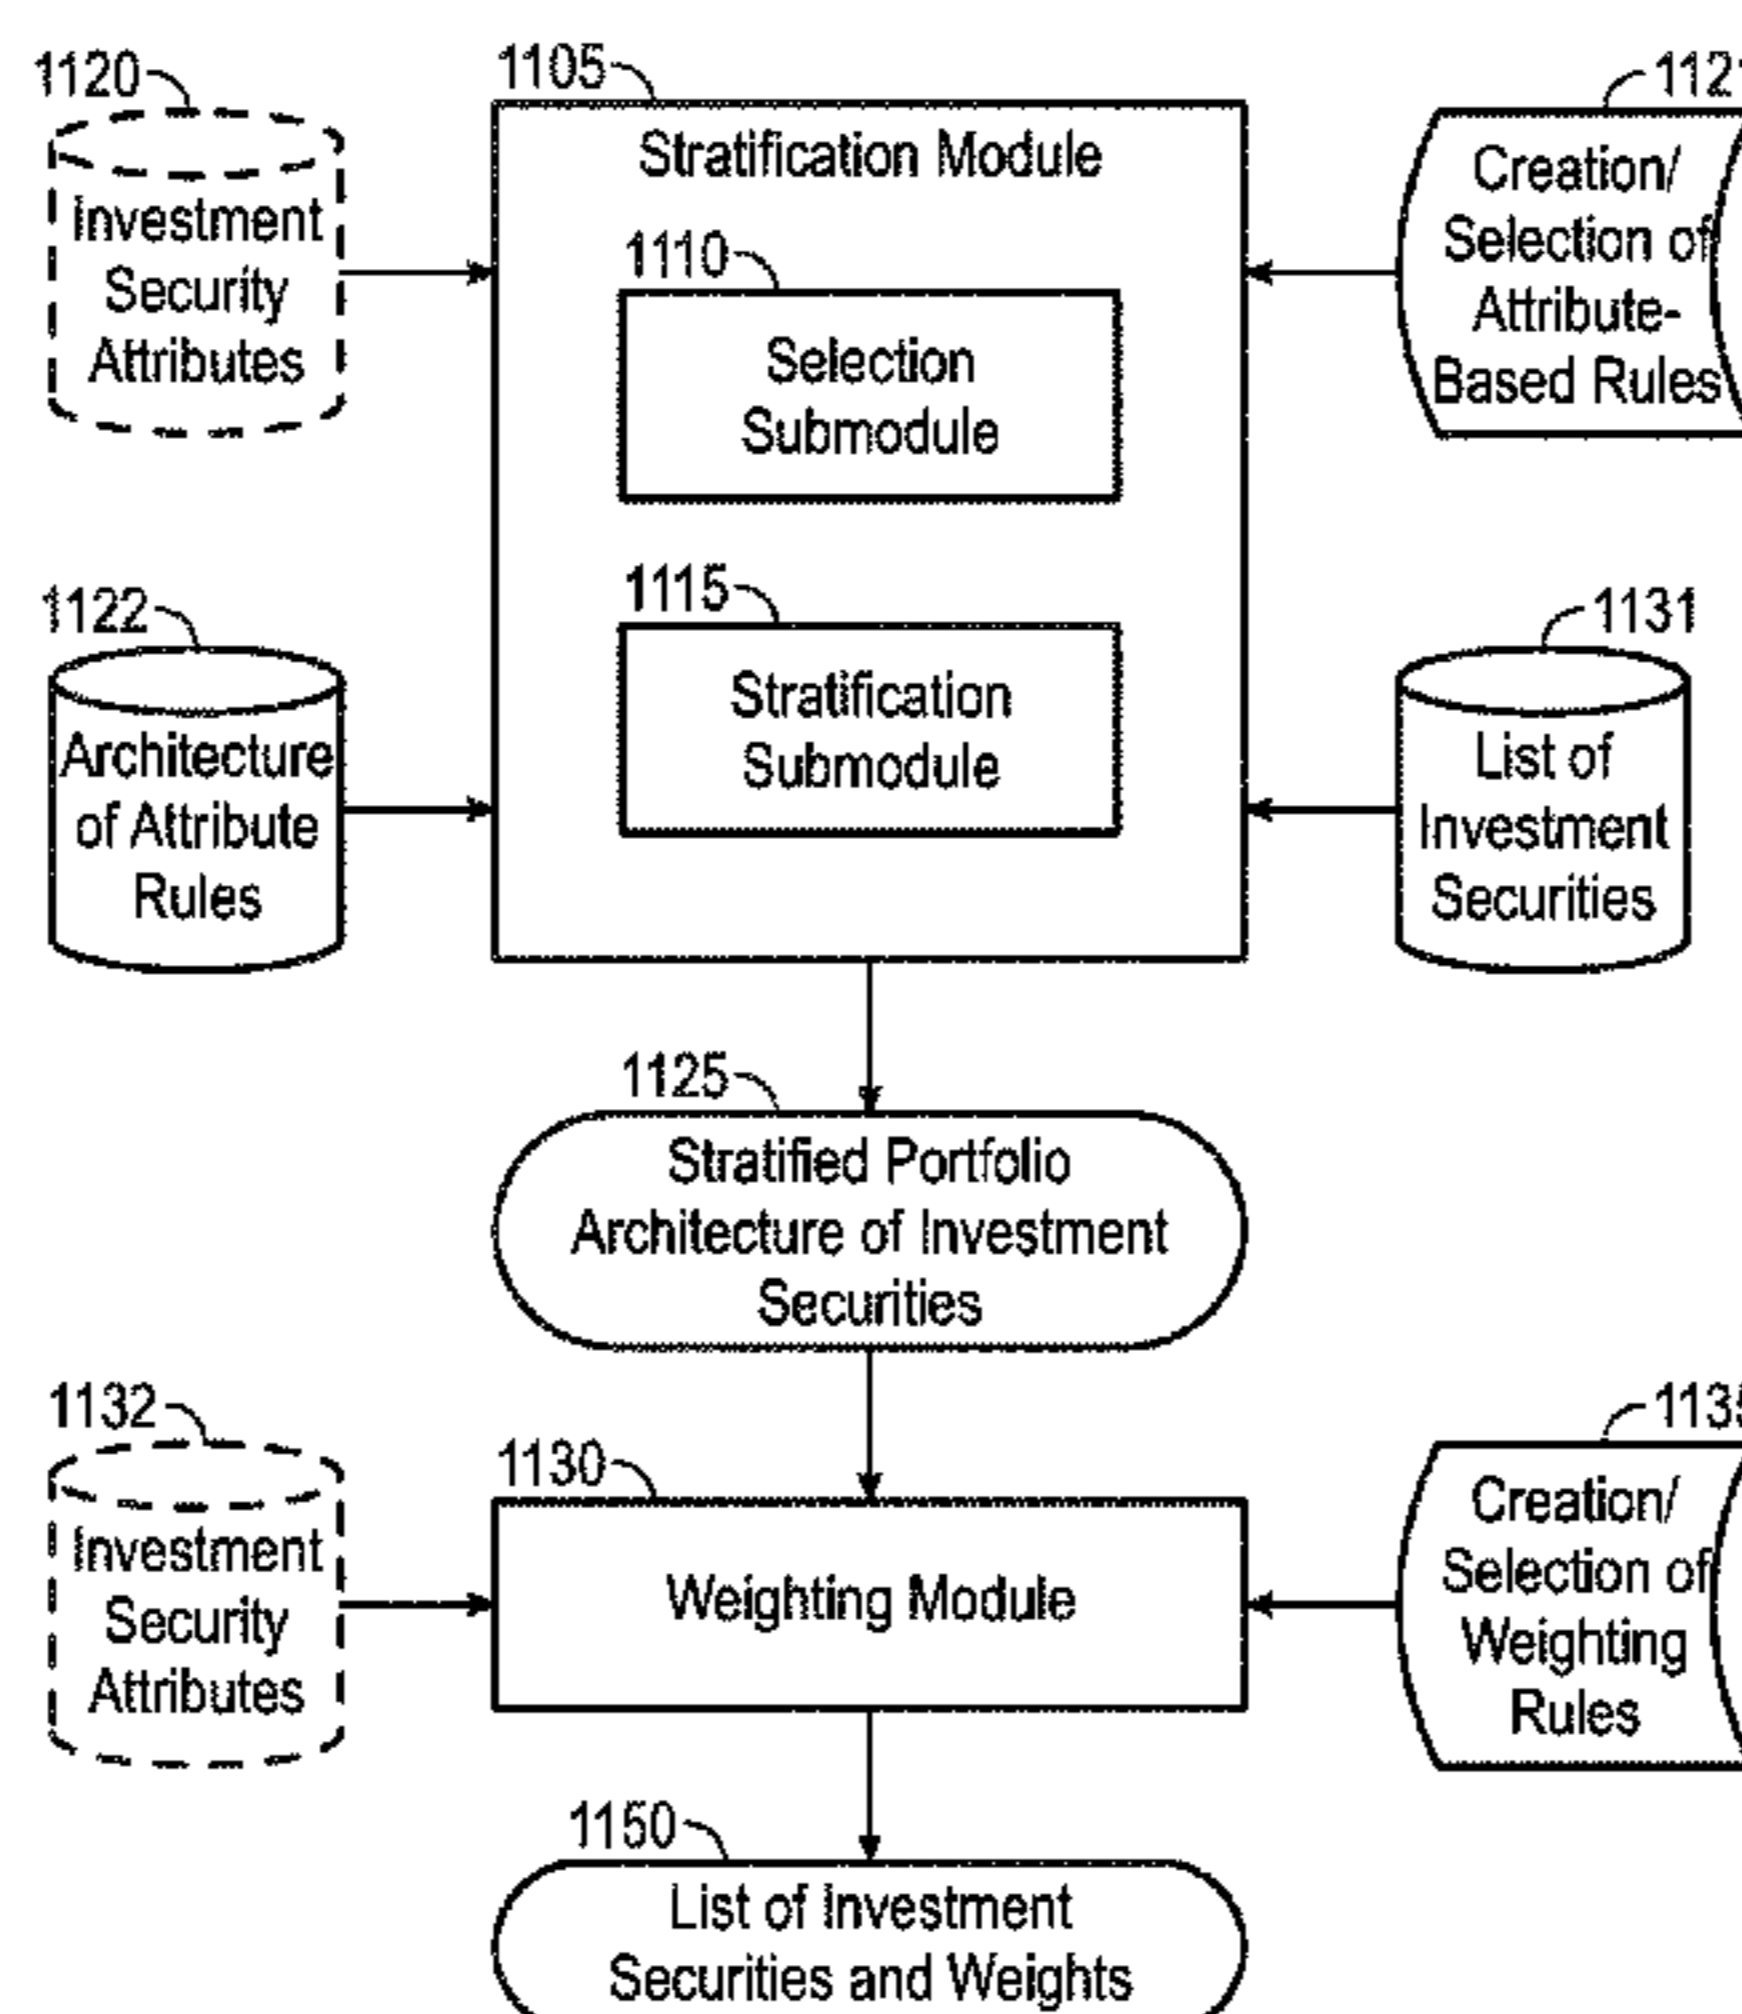 1120
Investment
Security
Attributes
1105
Stratification Module
1110
Selection
Submodule
1115
Stratification
Submodule
Creation/
Selection of
Attribute-
Based Rules
1122
Architecture
of Attribute
Rules
1131
List of
Investment
Securities
1125
Stratified Portfolio
Architecture of Investment
Securities
1132
Investment
Security
Attributes
1130
Weighting Module
1135
Creation/
Selection of
Weighting
Rules
1150
List of Investment
Securities and Weights